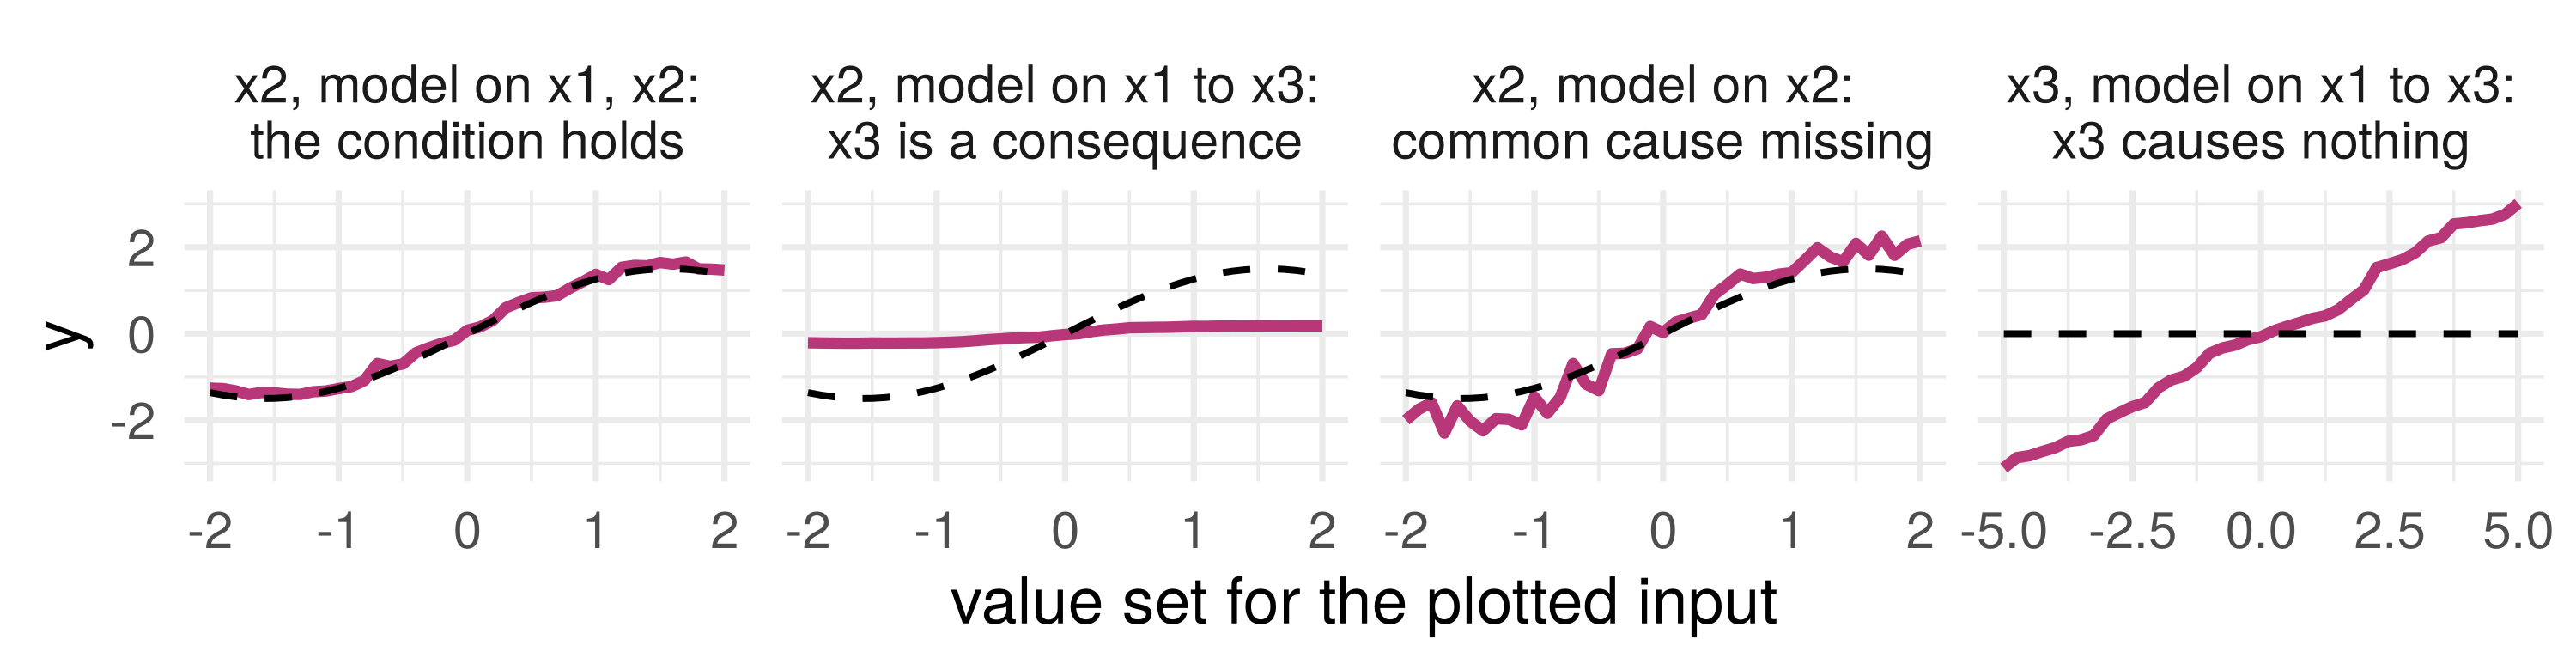 x2, model on x1, x2:
the condition holds
x2, model on x1 to x3:
x3 is a consequence
x2, model on x2:
common cause missing
x3, model on x1 to x3:
x3 causes nothing
y
2
0
-2
-2 -1 0 1 2
-2 -1 0 1 2
-2 -1 0 1 2
-5.0 -2.5 0.0 2.5 5.0
value set for the plotted input